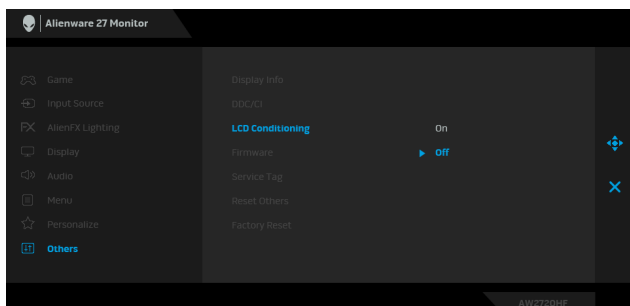 Alienware 27 Monitor
Game
Input Source
AlienFX Lighting
Display
Audio
Menu
Personalize
Others
Display Info
DDC/CI
LCD Conditioning
Firmware
Service Tag
Reset Others
Factory Reset
On
Off
AW2720HF